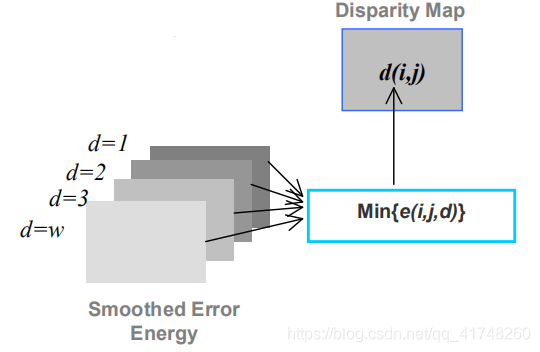 Disparity Map
d(i,j)
d=1
d=2
d=3
d=w
Min{e(i,j,d)}
Smoothed Error
Energy
https://blog.csdn.net/qq_41748260